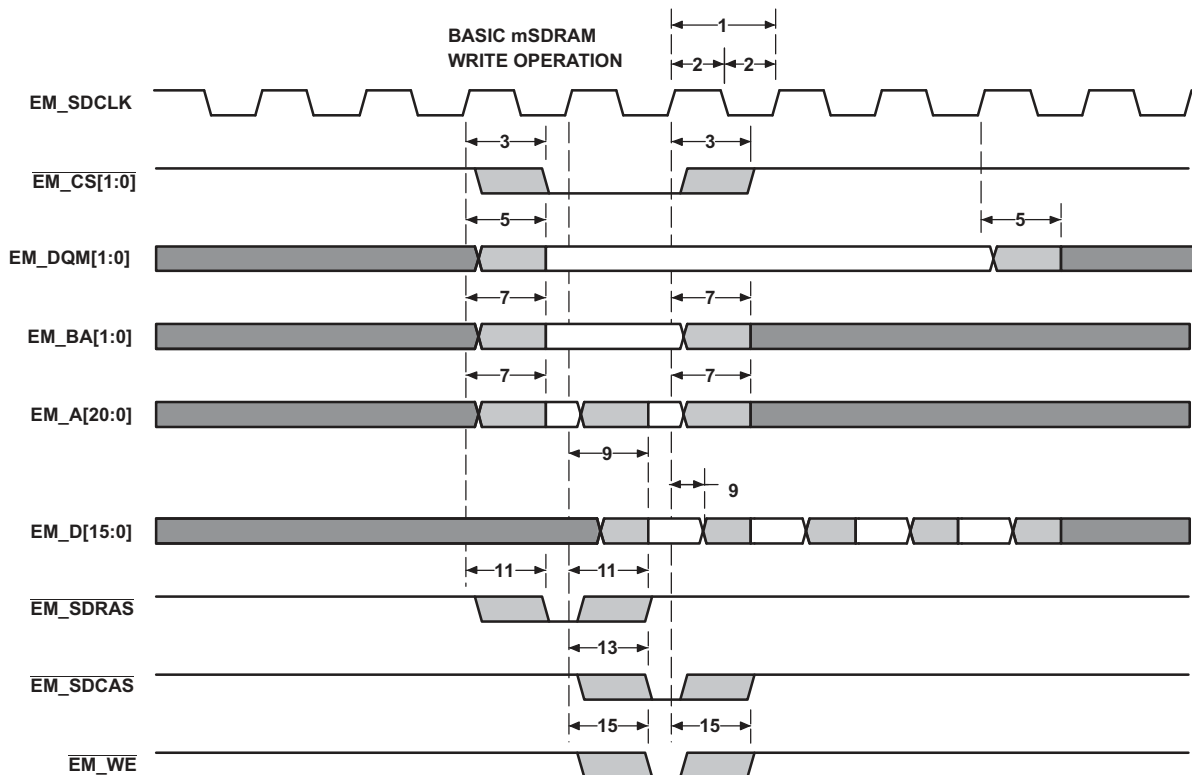 BASIC mSDRAM
WRITE OPERATION
1
2 2
EM_SDCLK
3 3
EM_CS[1:0]
5 5
EM_DQM[1:0]
7 7
EM_BA[1:0]
7 7
EM_A[20:0]
9
9
EM_D[15:0]
11 11
EM_SDRAS
13
EM_SDCAS
15 15
EM_WE